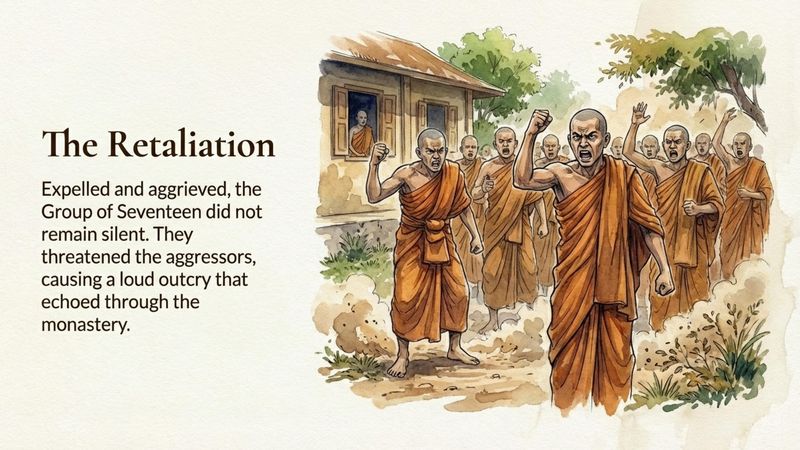 The Retaliation
Expelled and aggrieved, the
Group of Seventeen did not
remain silent. They
threatened the aggressors,
causing a loud outcry that
echoed through the
monastery.